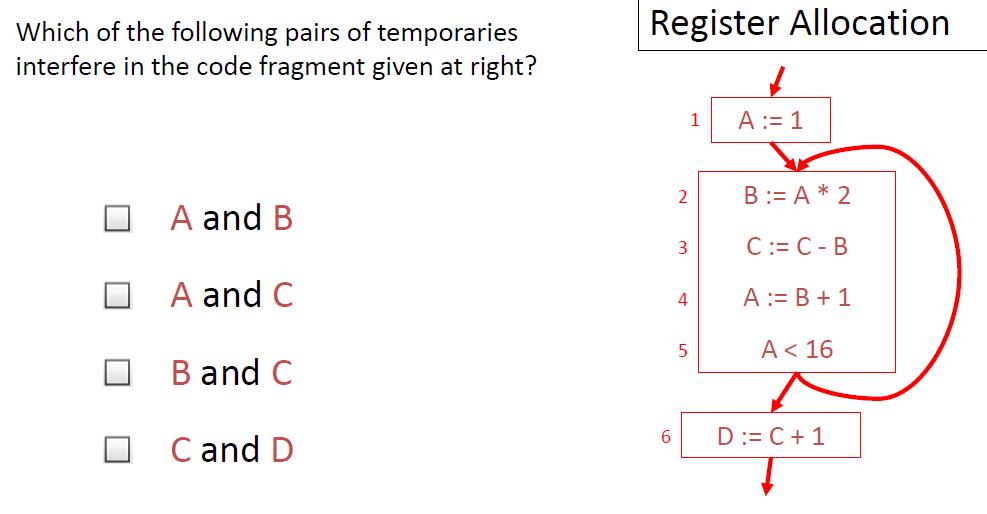 Which of the following pairs of temporaries
interfere in the code fragment given at right?
A and B
A and C
B and C
C and D
Register Allocation
1 A := 1
2 B := A * 2
3 C := C - B
4 A := B + 1
5 A < 16
6 D := C + 1